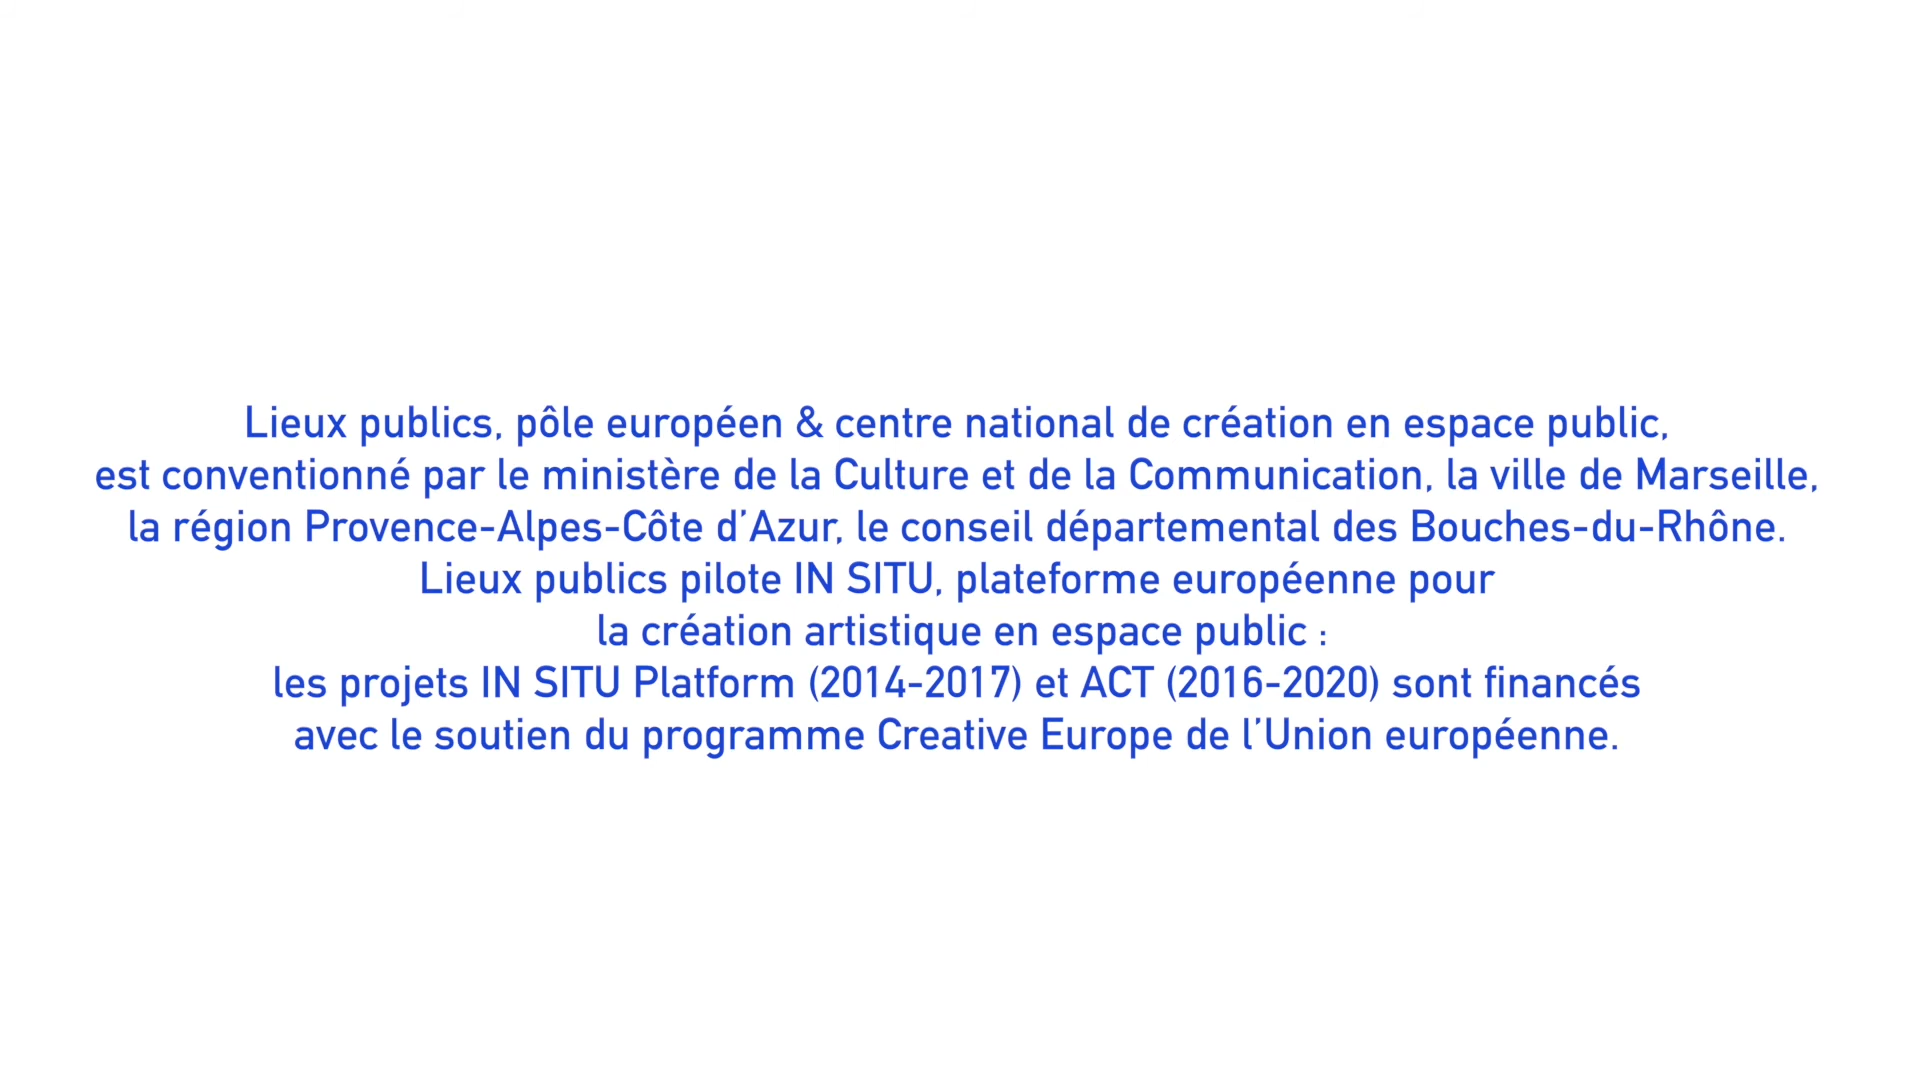 Lieux publics, pôle européen & centre national de création en espace public,
est conventionné par le ministère de la Culture et de la Communication, la ville de Marseille,
la région Provence-Alpes-Côte d’Azur, le conseil départemental des Bouches-du-Rhône.
Lieux publics pilote IN SITU, plateforme européenne pour
la création artistique en espace public :
les projets IN SITU Platform (2014-2017) et ACT (2016-2020) sont financés
avec le soutien du programme Creative Europe de l’Union européenne.